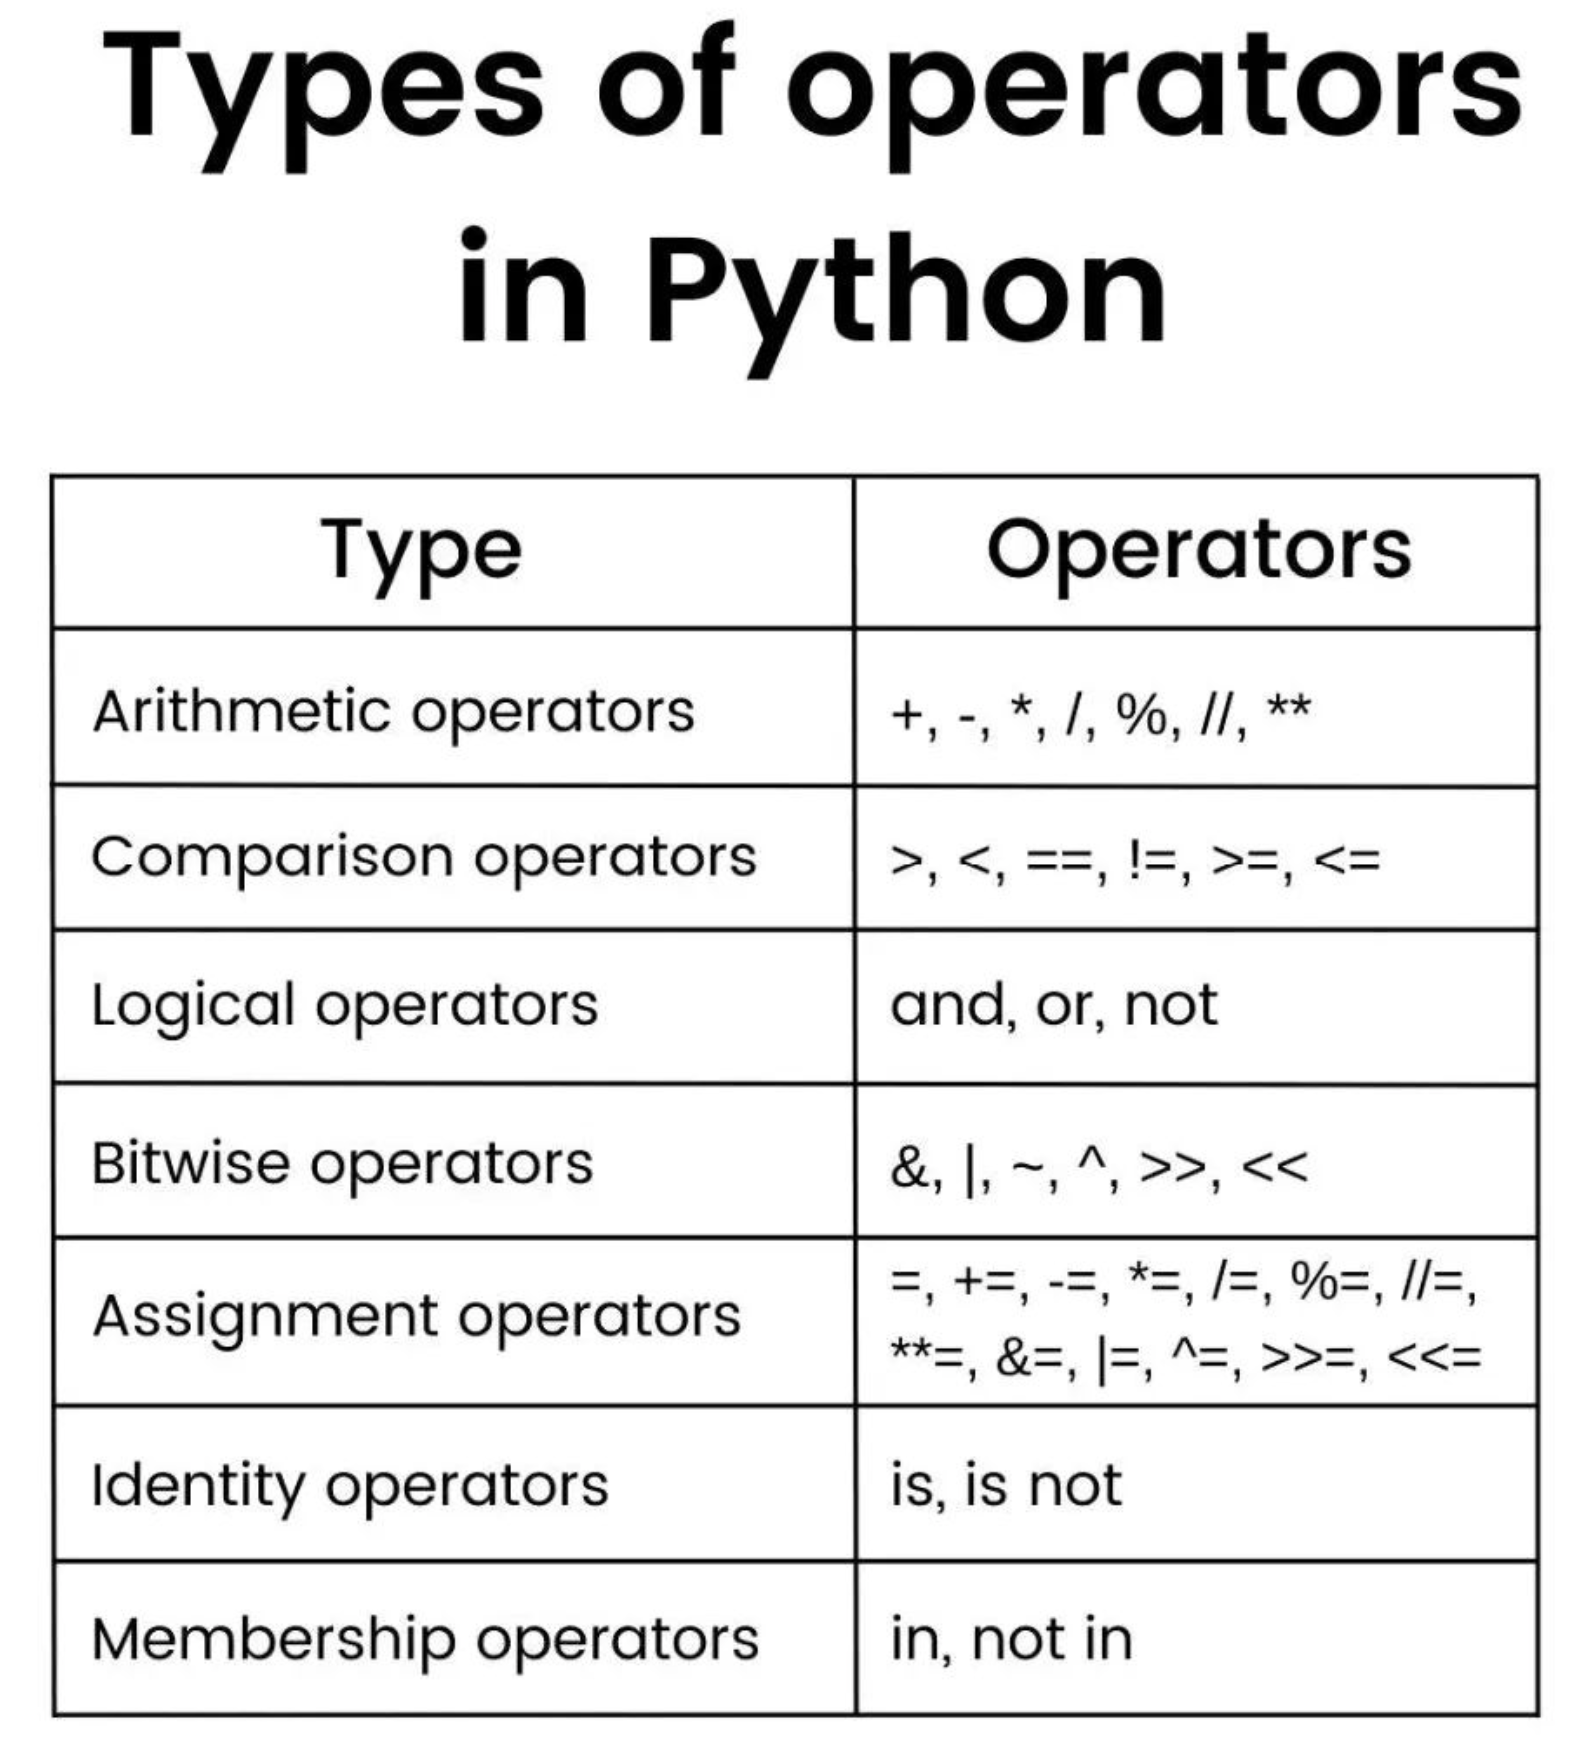 Types of operators
in Python
Type Operators
Arithmetic operators +, -, *, /, %, //, **
Comparison operators >, <, ==, !=, >=, <=
Logical operators and, or, not
Bitwise operators &, |, ~, ^, >>, <<
Assignment operators =, +=, -=, *=, /=, %=, //=,
**=, &=, |=, ^=, >>=, <<=
Identity operators is, is not
Membership operators in, not in